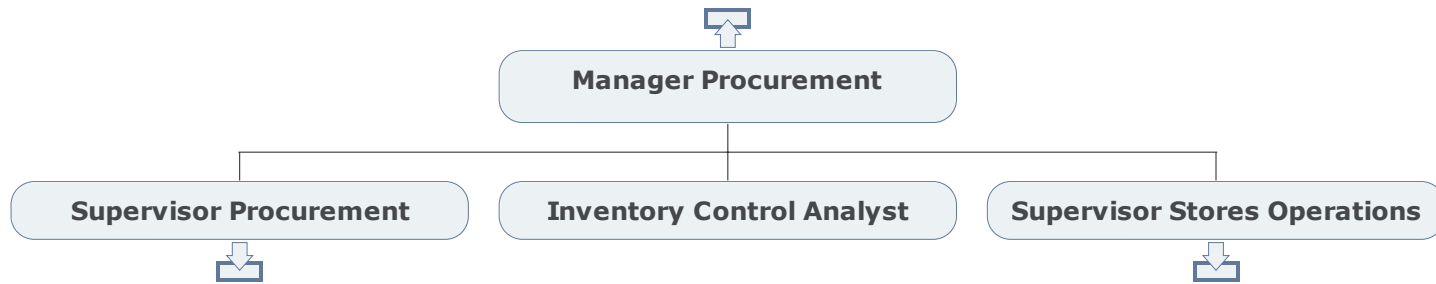 Manager Procurement
Supervisor Procurement
Inventory Control Analyst
Supervisor Stores Operations